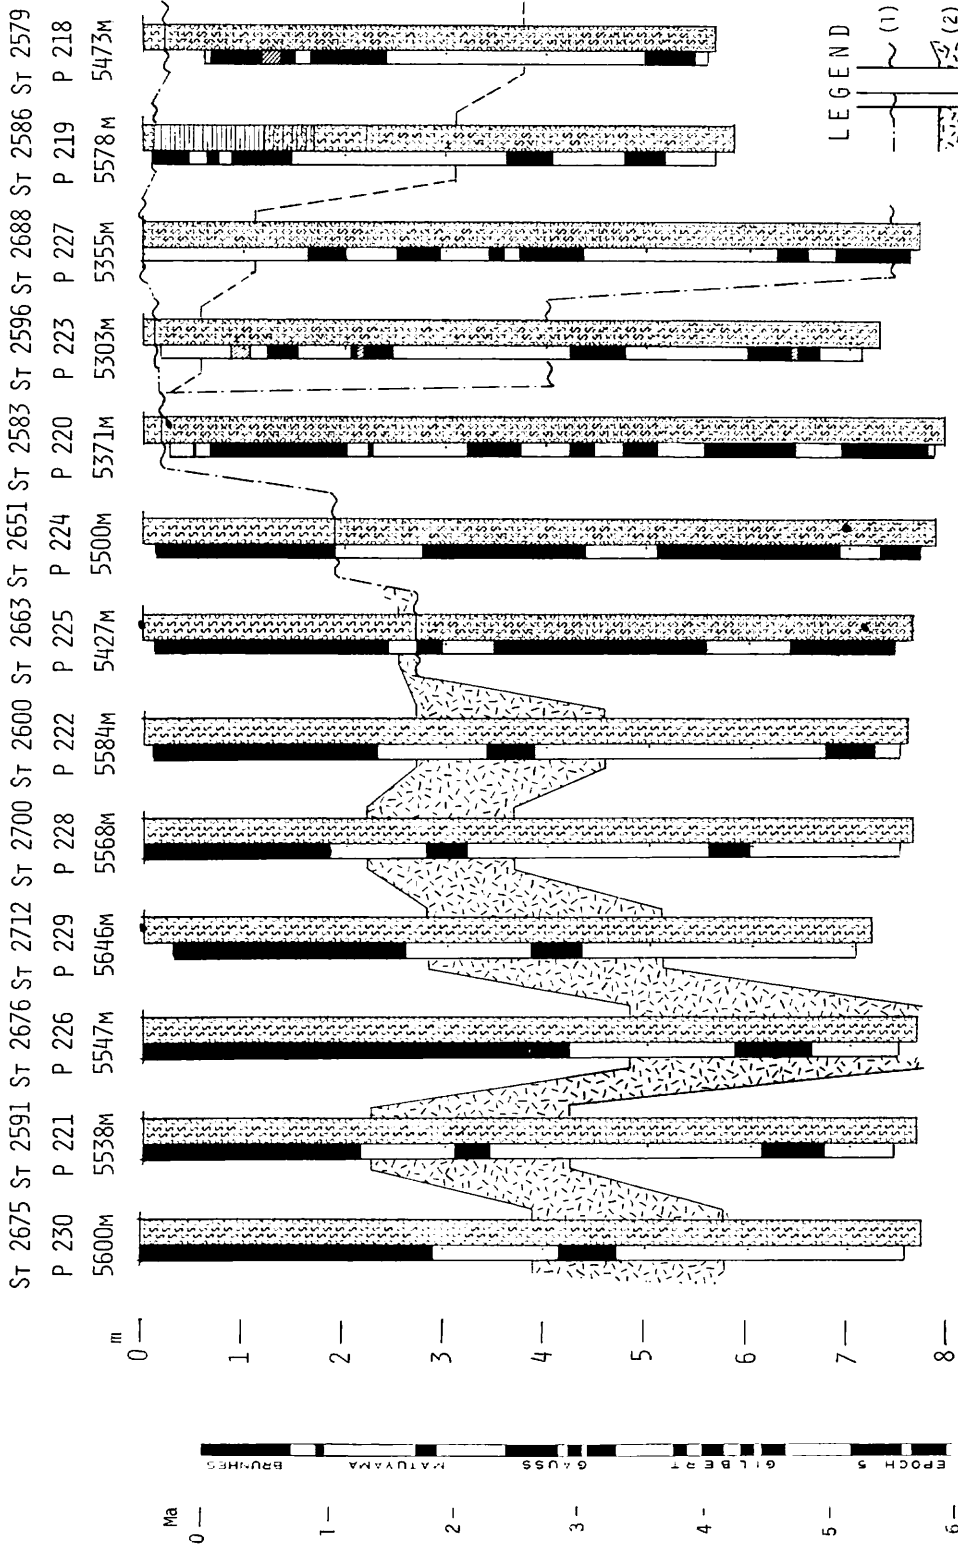 St 2675 St 2591 St 2676 St 2712 St 2700 St 2600 St 2663 St 2651 St 2583 St 2596 St 2688 St 2586 St 2579
P 230 P 221 P 226 P 229 P 228 P 222 P 225 P 224 P 220 P 223 P 227 P 219 P 218
5600M 5538M 5547M 5646M 5568M 5584M 5427M 5500M 5371M 5303M 5355M 5578M 5473M
m
0
1
2
3
4
5
6
7
8
Ma
0
1
2
3
4
5
6
BRUNHES
MATUYAMA
GAUSS
GILBERT
EPOCH 5
LEGEND
(1)
(2)